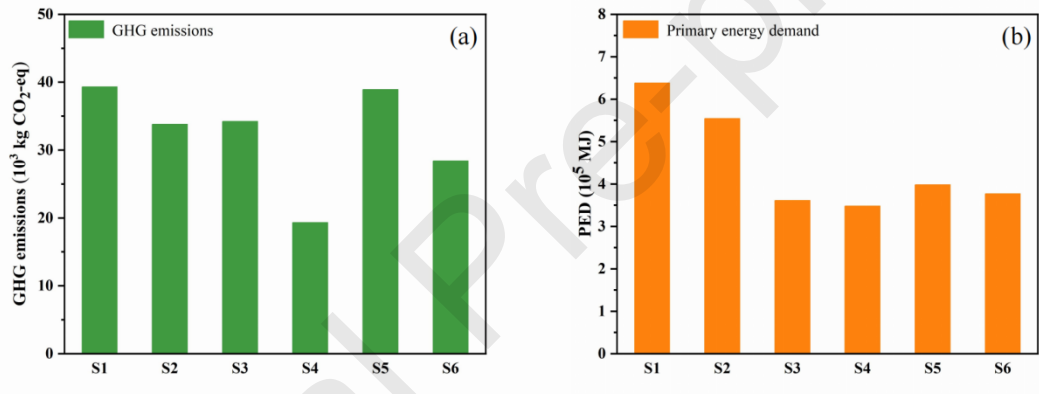 GHG emissions
(a)
GHG emissions (10³ kg CO₂-eq)
50
40
30
20
10
0
S1 S2 S3 S4 S5 S6
Primary energy demand
(b)
PED (10⁵ MJ)
8
7
6
5
4
3
2
1
0
S1 S2 S3 S4 S5 S6
l Pre-p